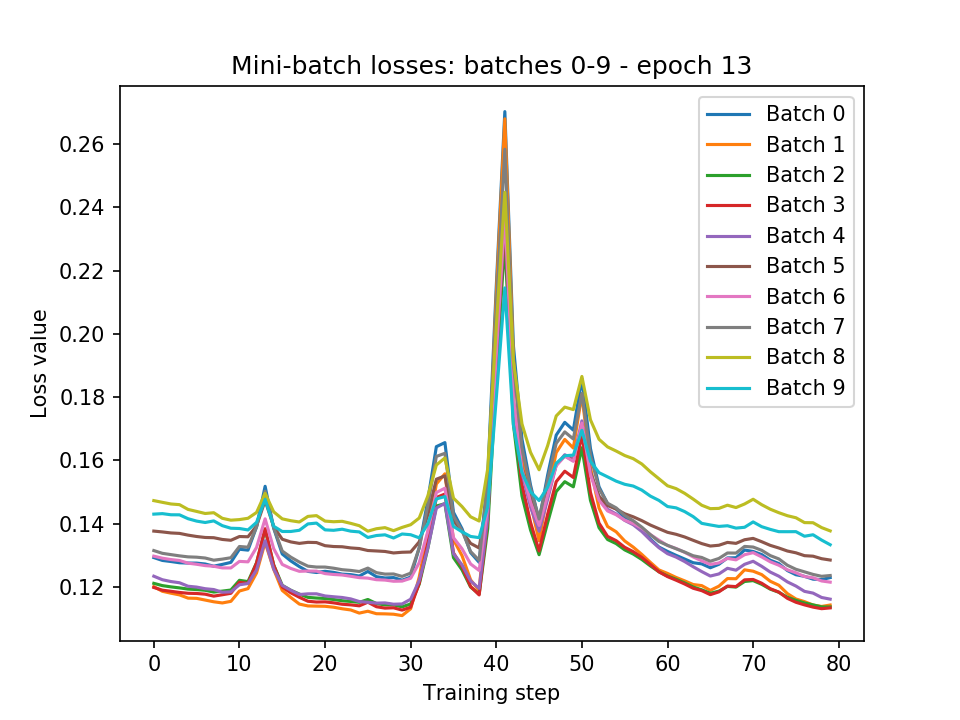 Mini-batch losses: batches 0-9 - epoch 13
Loss value
0.26
0.24
0.22
0.20
0.18
0.16
0.14
0.12
Batch 0
Batch 1
Batch 2
Batch 3
Batch 4
Batch 5
Batch 6
Batch 7
Batch 8
Batch 9
0 10 20 30 40 50 60 70 80
Training step